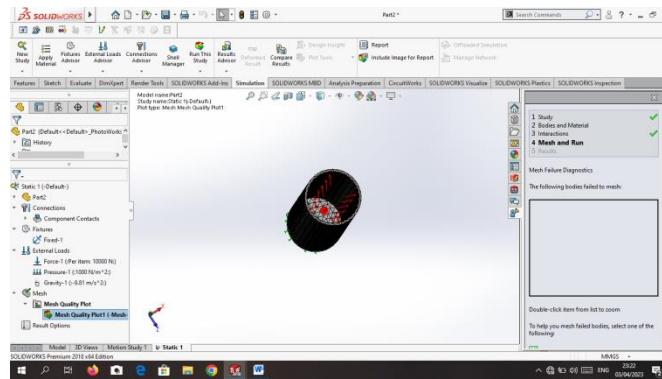 SOLIDWORKS
Part2 *
Search Commands
New Study
Apply Material
Fixtures Advisor
External Loads Advisor
Connections Advisor
Shell Manager
Run This Study
Results Advisor
Deformed Result
Compare Results
Design Insight
Plot Tools
Report
Include Image for Report
Offloaded Simulation
Manage Network
Features
Sketch
Evaluate
DimXpert
Render Tools
SOLIDWORKS Add-Ins
Simulation
SOLIDWORKS MBD
Analysis Preparation
CircuitWorks
SOLIDWORKS Visualize
SOLIDWORKS Plastics
SOLIDWORKS Inspection
Model name:Part2
Study name:Static 1(-Default-)
Plot type: Mesh Mesh Quality Plot1
Part2 (Default<<Default>_PhotoWorks
History
Static 1 (-Default-)
Part2
Connections
Component Contacts
Fixtures
Fixed-1
External Loads
Force-1 (:Per item: 10000 N:)
Pressure-1 (:1000 N/m^2:)
Gravity-1 (:-9.81 m/s^2:)
Mesh
Mesh Quality Plot
Mesh Quality Plot1 (-Mesh-
Result Options
1 Study
2 Bodies and Material
3 Interactions
4 Mesh and Run
5 Results
Mesh Failure Diagnostics
The following bodies failed to mesh:
Double-click item from list to zoom
To help you mesh failed bodies, select one of the
following:
Model
3D Views
Motion Study 1
Static 1
SOLIDWORKS Premium 2018 x64 Edition
MMGS
ENG
23:22
03/04/2023